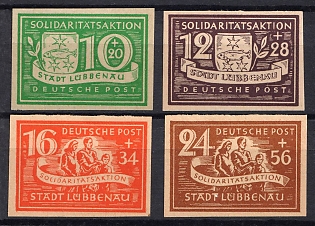 SOLIDARITÄTSAKTION
10 + 20
STADT LÜBBENAU
DEUTSCHE POST
SOLIDARITÄTSAKTION
12 + 28
STADT LÜBBENAU
DEUTSCHE POST
DEUTSCHE POST
16 + 34
SOLIDARITÄTSAKTION
STADT LÜBBENAU
DEUTSCHE POST
24 + 56
SOLIDARITÄTSAKTION
STADT LÜBBENAU